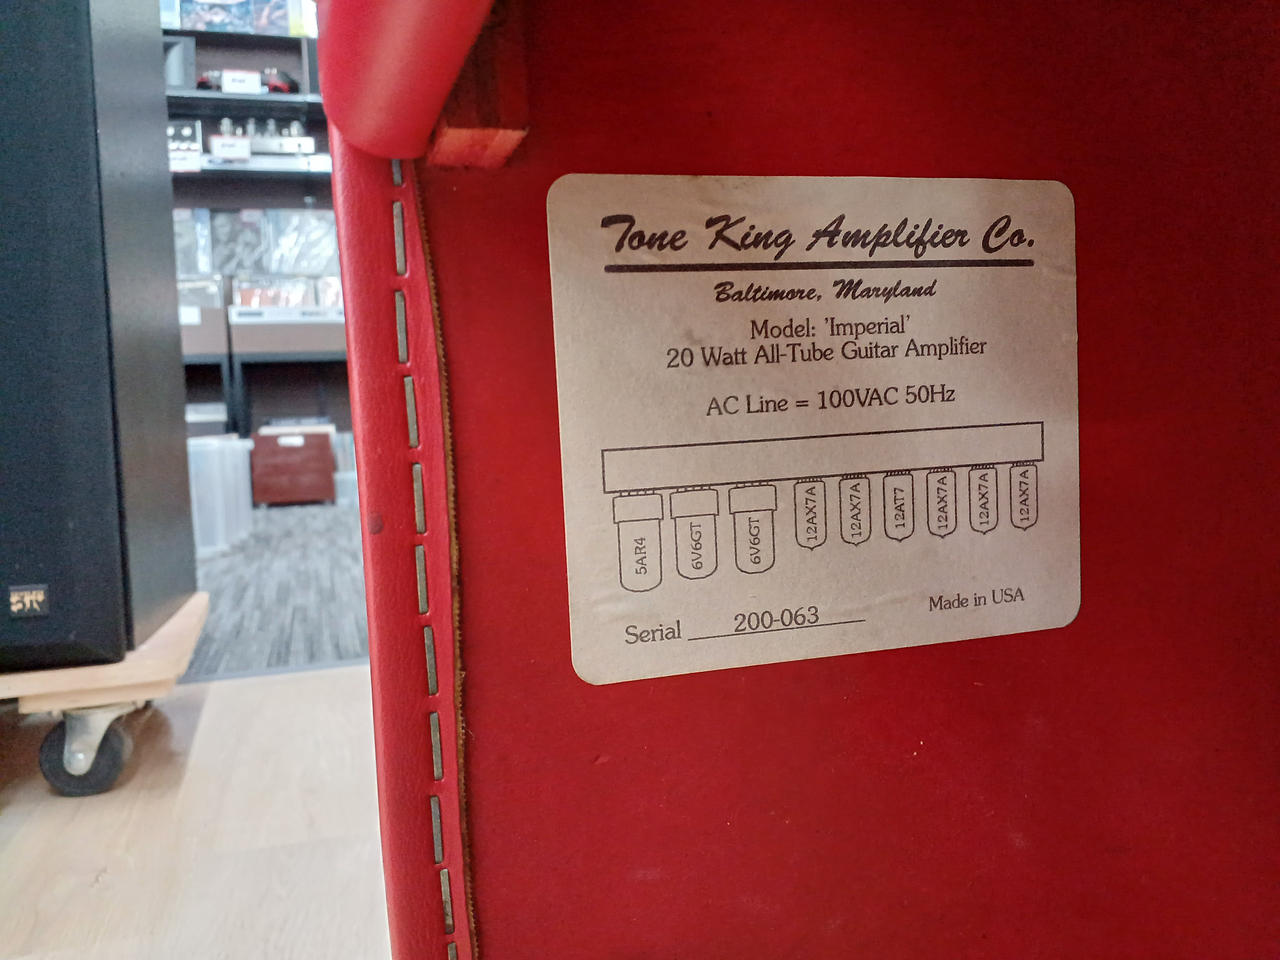 Tone King Amplifier Co.
Baltimore, Maryland
Model: 'Imperial'
20 Watt All-Tube Guitar Amplifier
AC Line = 100VAC 50Hz
5AR4
6V6GT
6V6GT
12AX7A
12AX7A
12AT7
12AX7A
12AX7A
12AX7A
Serial 200-063
Made in USA